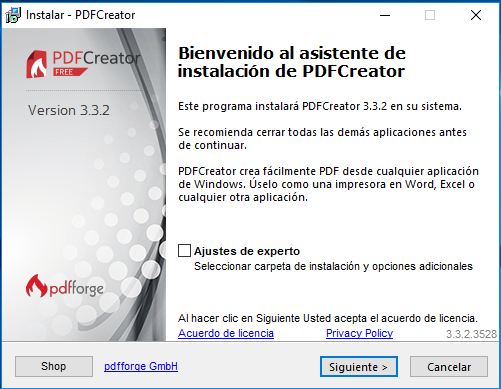 Instalar - PDFCreator
PDFCreator
FREE
Version 3.3.2
Bienvenido al asistente de
instalación de PDFCreator
Este programa instalará PDFCreator 3.3.2 en su sistema.
Se recomienda cerrar todas las demás aplicaciones antes
de continuar.
PDFCreator crea fácilmente PDF desde cualquier aplicación
de Windows. Úselo como una impresora en Word, Excel o
cualquier otra aplicación.
Ajustes de experto
Seleccionar carpeta de instalación y opciones adicionales
pdfforge
Al hacer clic en Siguiente Usted acepta el acuerdo de licencia.
Acuerdo de licencia Privacy Policy 3.3.2.3528
Shop pdfforge GmbH Siguiente > Cancelar